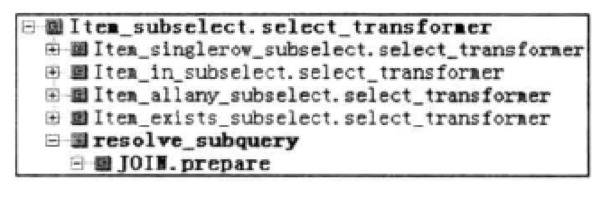 Item_subselect.select_transformer
Item_singlerow_subselect.select_transformer
Item_in_subselect.select_transformer
Item_allany_subselect.select_transformer
Item_exists_subselect.select_transformer
resolve_subquery
JOIN.prepare